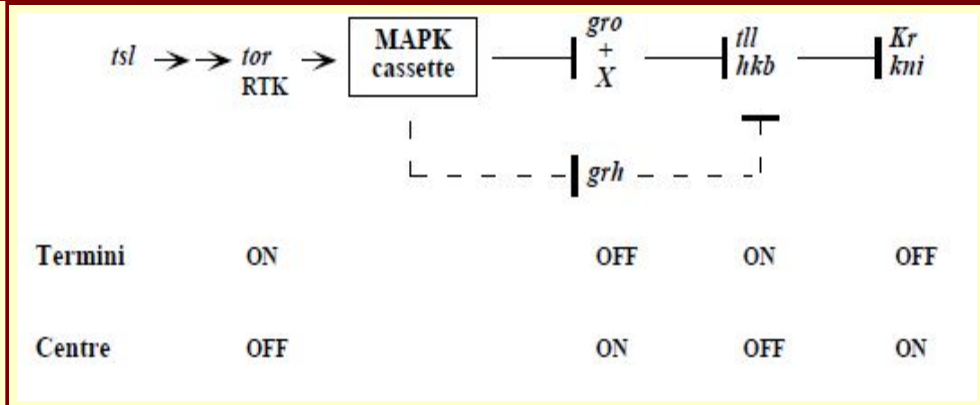 tsl tor RTK MAPK cassette gro + X tll hkb Kr kni
grh
Termini ON OFF ON OFF
Centre OFF ON OFF ON